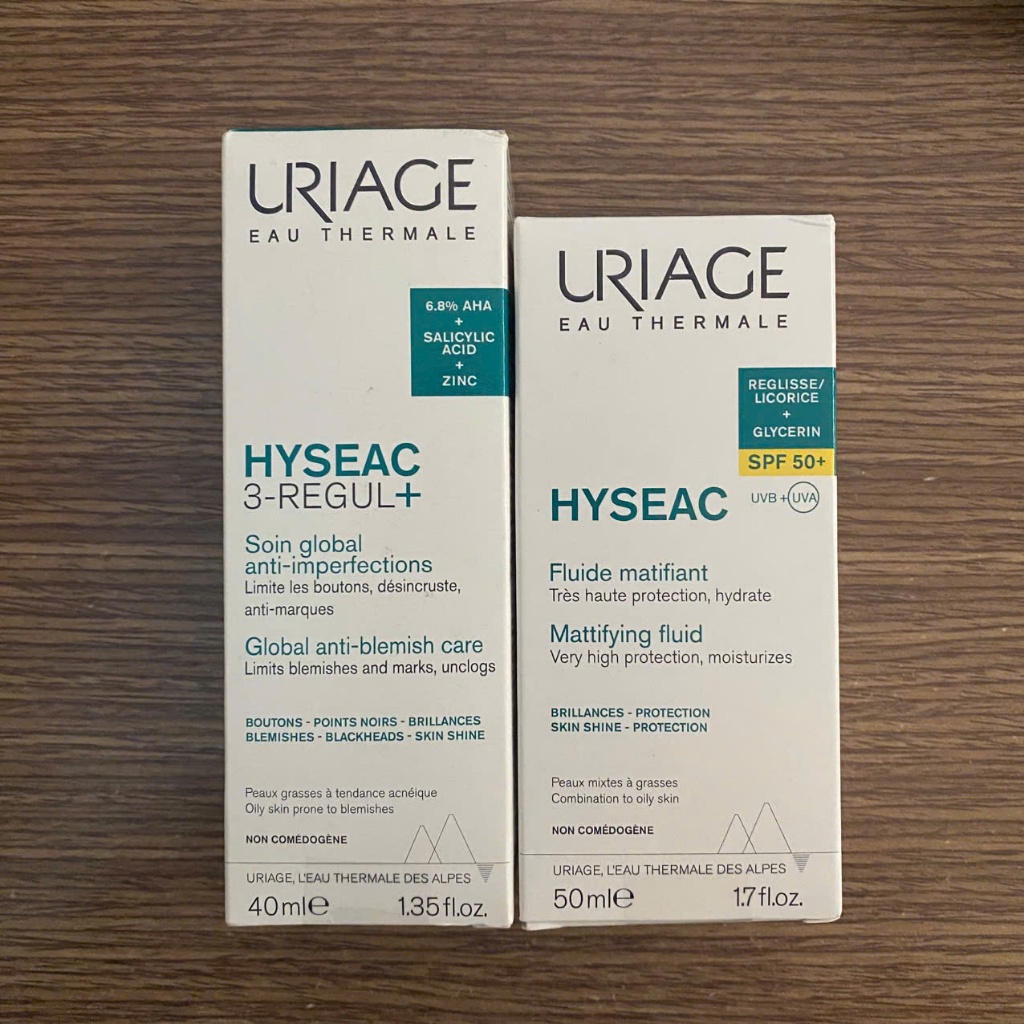 URIAGE
EAU THERMALE
6.8% AHA
+
SALICYLIC
ACID
+
ZINC
HYSEAC
3-REGUL+
Soin global
anti-imperfections
Limite les boutons, désincruste,
anti-marques
Global anti-blemish care
Limits blemishes and marks, unclogs
BOUTONS - POINTS NOIRS - BRILLANCES
BLEMISHES - BLACKHEADS - SKIN SHINE
Peaux grasses à tendance acnéique
Oily skin prone to blemishes
NON COMÉDOGÈNE
URIAGE, L'EAU THERMALE DES ALPES
40 ml℮ 1.35 fl.oz.
URIAGE
EAU THERMALE
REGLISSE/
LICORICE
+
GLYCERIN
SPF 50+
HYSEAC
UVB + UVA
Fluide matifiant
Très haute protection, hydrate
Mattifying fluid
Very high protection, moisturizes
BRILLANCES - PROTECTION
SKIN SHINE - PROTECTION
Peaux mixtes à grasses
Combination to oily skin
NON COMÉDOGÈNE
URIAGE, L'EAU THERMALE DES ALPES
50 ml℮ 1.7 fl.oz.